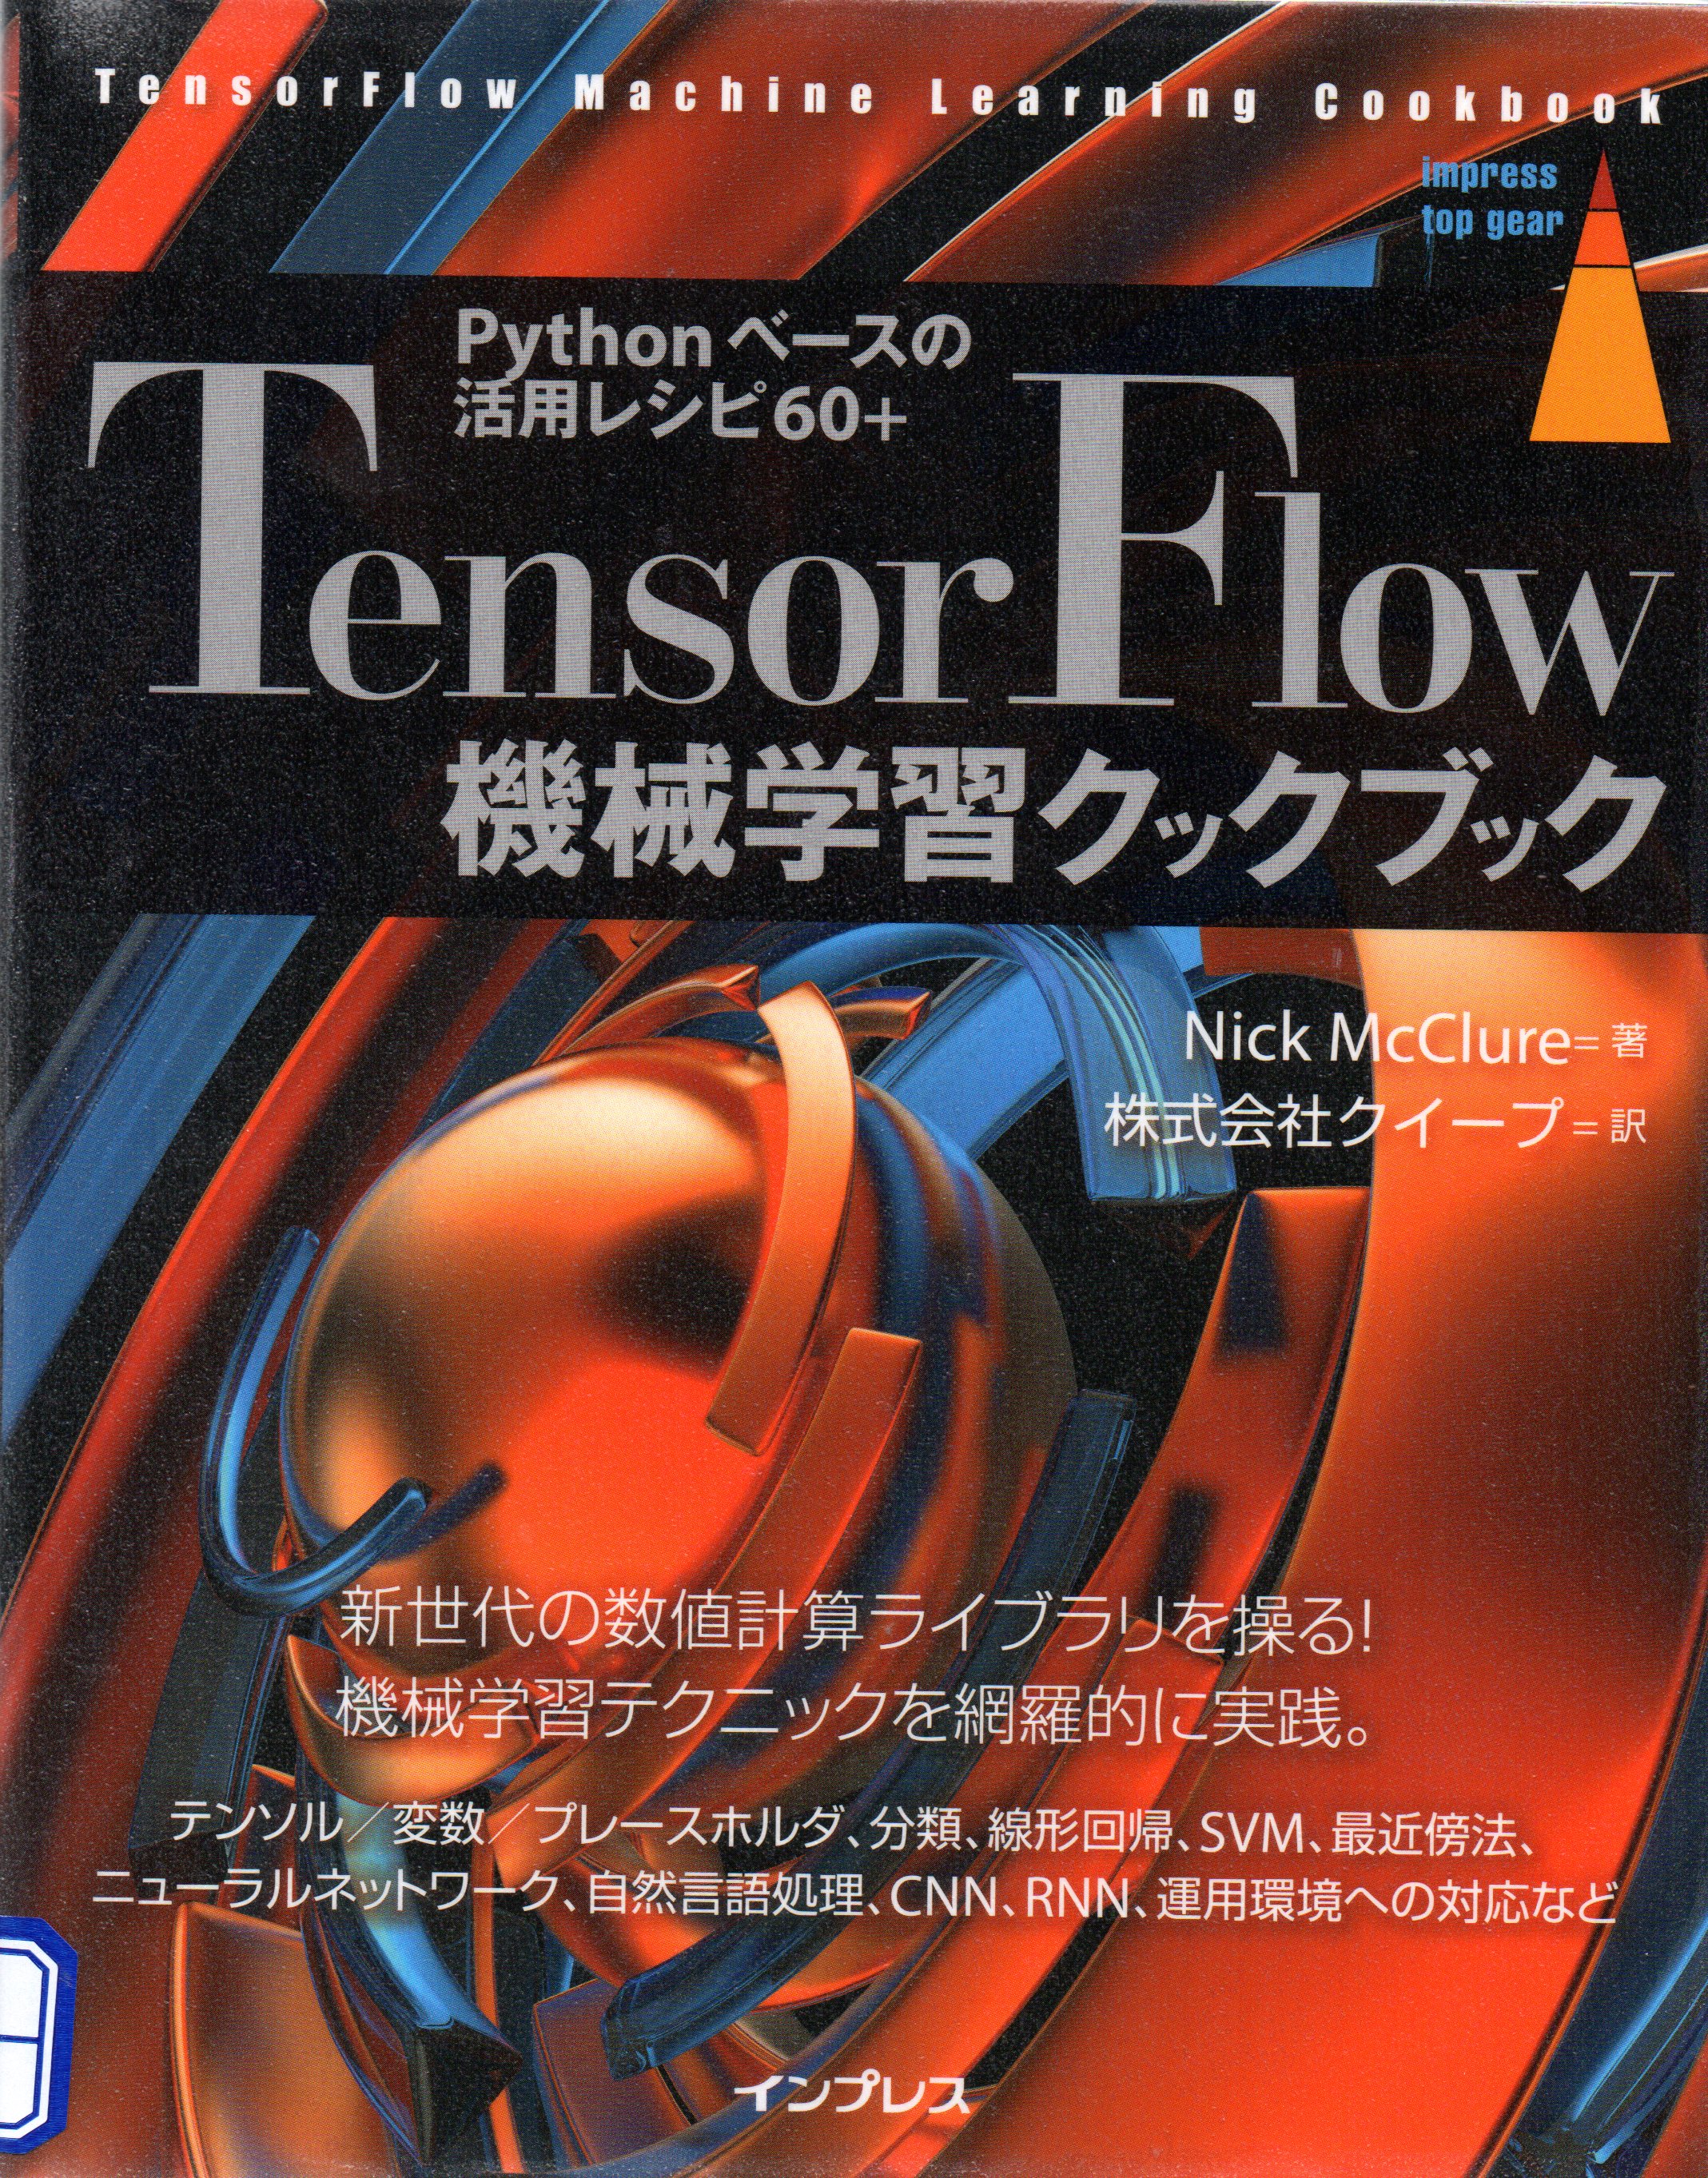 TensorFlow Machine Learning Cookbook
impress
top gear
Pythonベースの
活用レシピ60+
TensorFlow
機械学習クックブック
Nick McClure=著
株式会社クイープ=訳
新世代の数値計算ライブラリを操る!
機械学習テクニックを網羅的に実践。
テンソル/変数/プレースホルダ、分類、線形回帰、SVM、最近傍法、
ニューラルネットワーク、自然言語処理、CNN、RNN、運用環境への対応など
インプレス